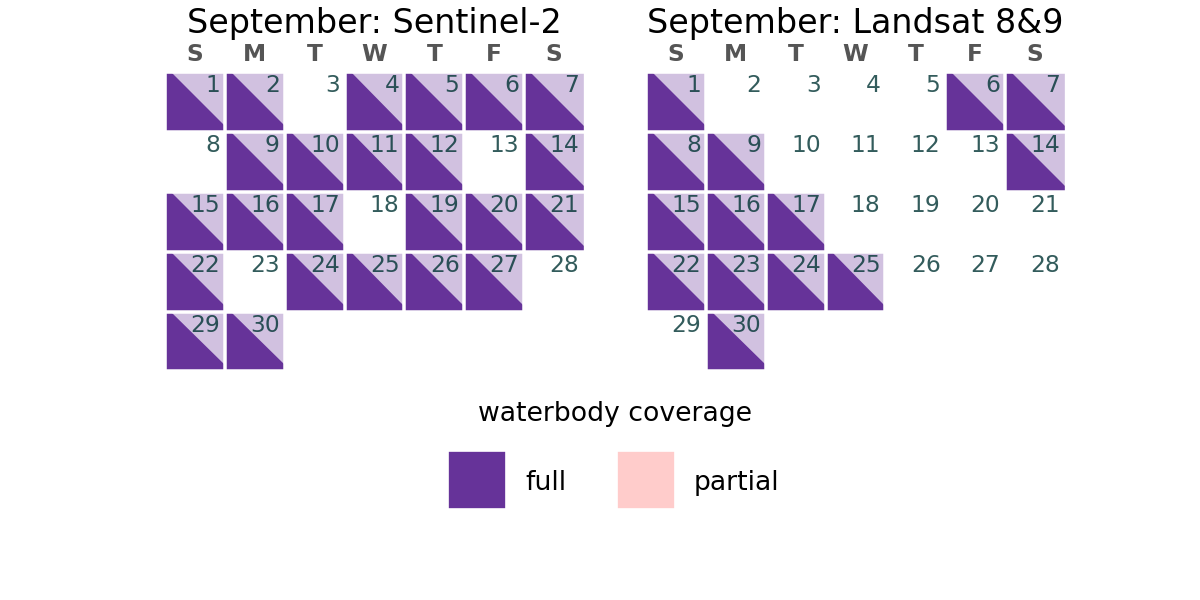 September: Sentinel-2
S M T W T F S
1 2 3 4 5 6 7
8 9 10 11 12 13 14
15 16 17 18 19 20 21
22 23 24 25 26 27 28
29 30
September: Landsat 8&9
S M T W T F S
1 2 3 4 5 6 7
8 9 10 11 12 13 14
15 16 17 18 19 20 21
22 23 24 25 26 27 28
29 30
waterbody coverage
full partial